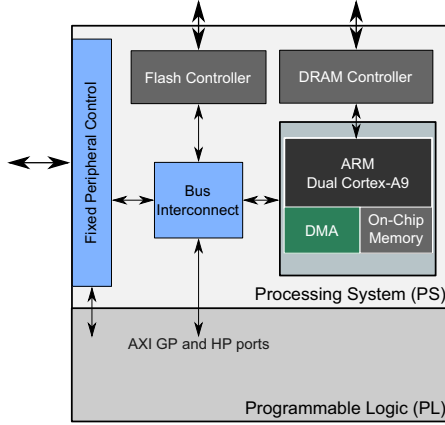 Flash Controller
DRAM Controller
Fixed Peripheral Control
ARM
Dual Cortex-A9
Bus
Interconnect
DMA
On-Chip
Memory
Processing System (PS)
AXI GP and HP ports
Programmable Logic (PL)